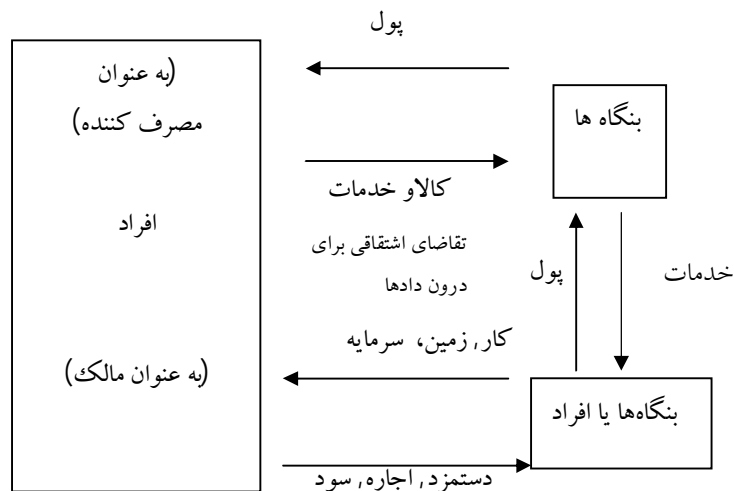 پول
(به عنوان
مصرف کننده)
بنگاه ها
کالاو خدمات
افراد
تقاضای اشتقاقی برای
درون دادها
پول
خدمات
کار, زمین، سرمایه
(به عنوان مالک)
بنگاه‌ها یا افراد
دستمزد, اجاره, سود